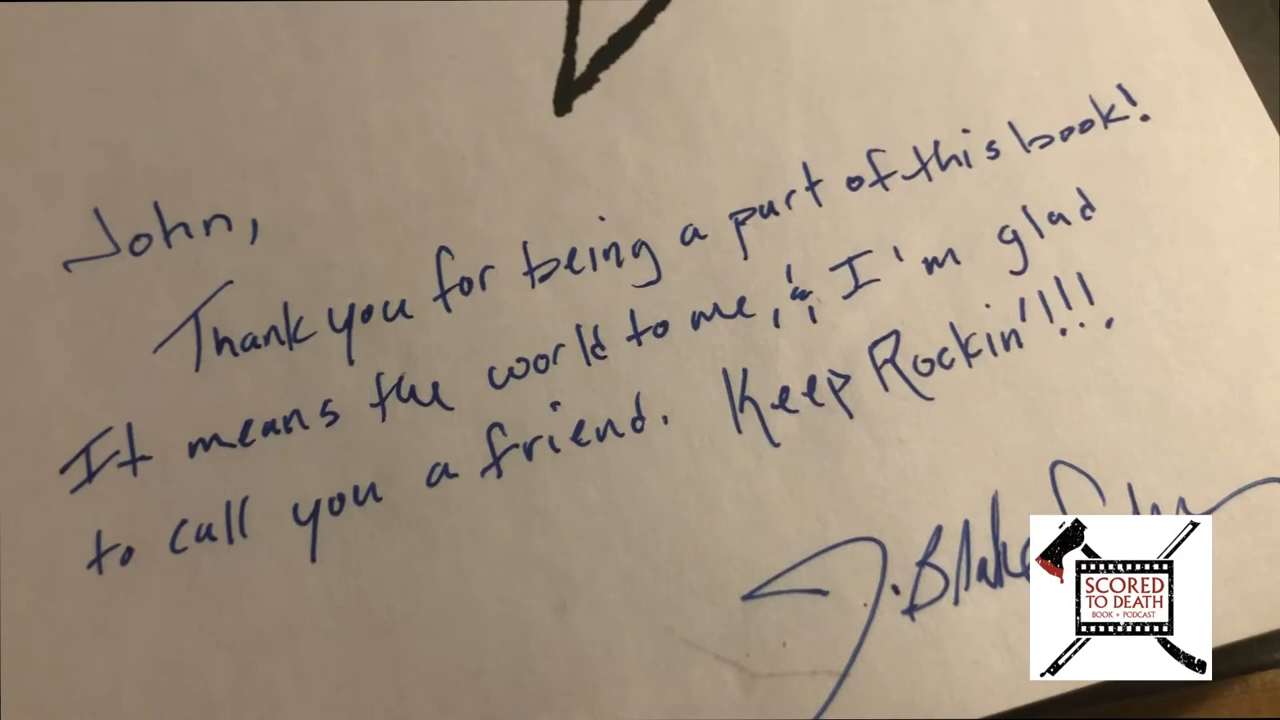 John,
Thank you for being a part of this book!
It means the world to me, & I'm glad
to call you a friend. Keep Rockin'!!!
J. Blake
SCORED
TO DEATH
BOOK + PODCAST